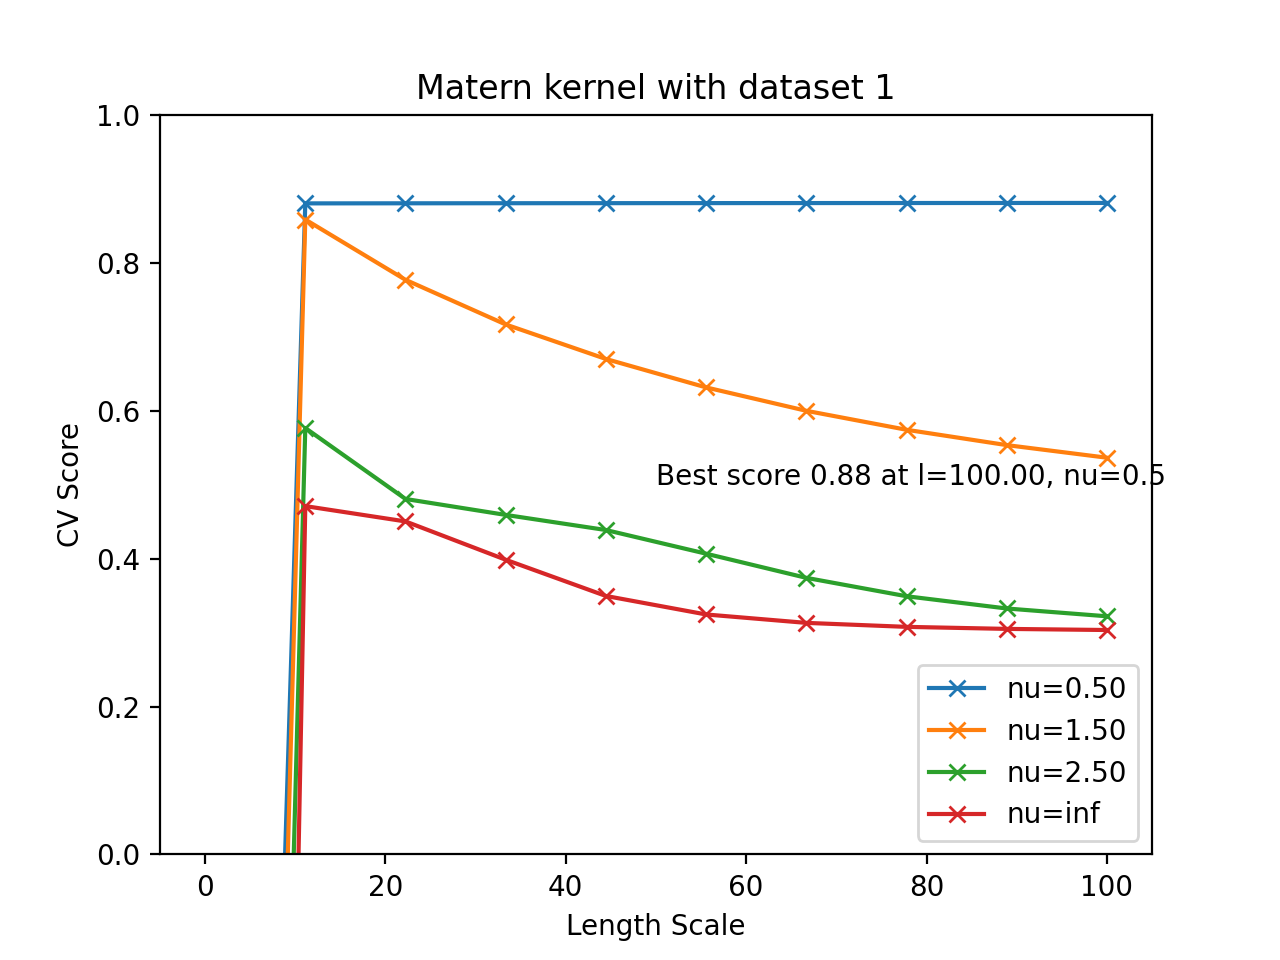 Matern kernel with dataset 1
1.0
0.8
0.6
0.4
0.2
0.0
CV Score
Best score 0.88 at l=100.00, nu=0.5
nu=0.50
nu=1.50
nu=2.50
nu=inf
0 20 40 60 80 100
Length Scale